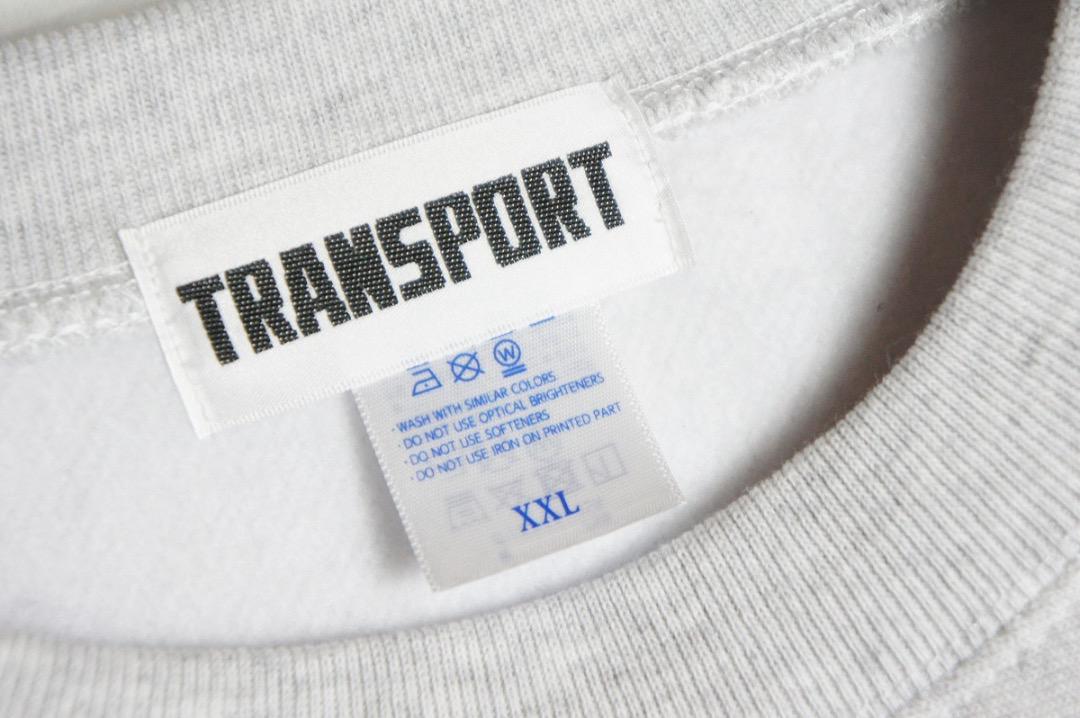 TRANSPORT
W
·WASH WITH SIMILAR COLORS
·DO NOT USE OPTICAL BRIGHTENERS
·DO NOT USE SOFTENERS
·DO NOT USE IRON ON PRINTED PART
XXL